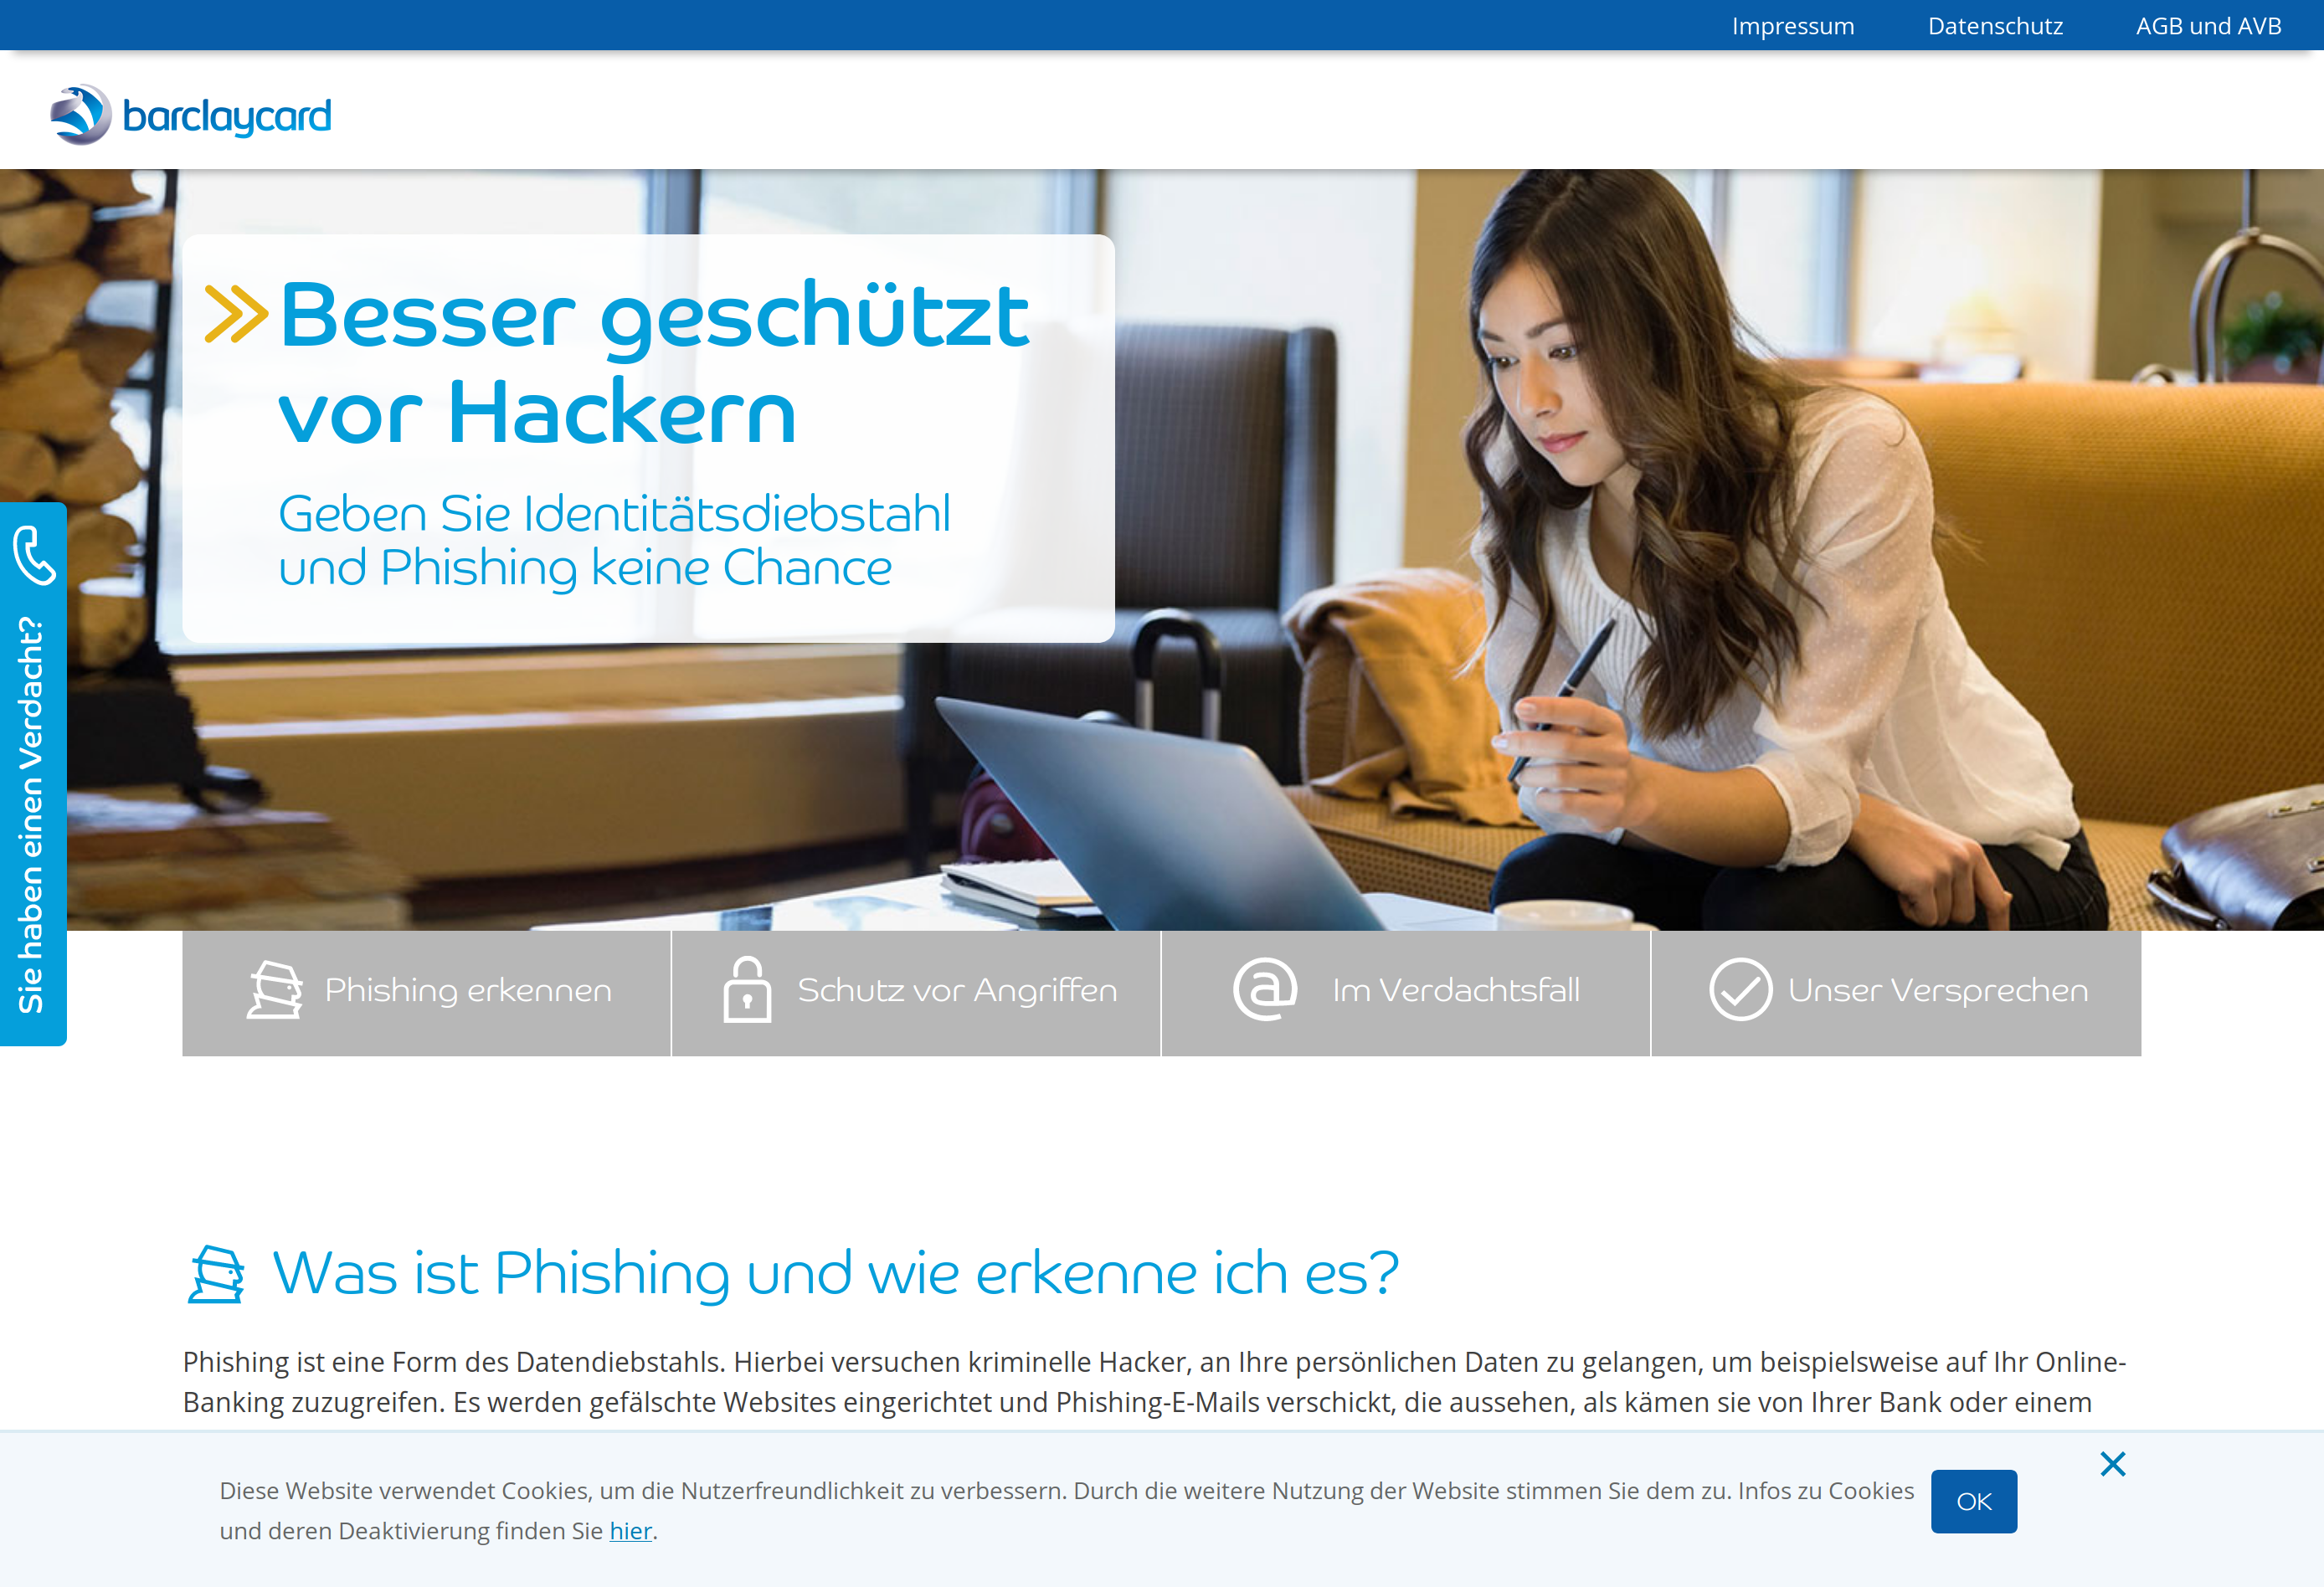 Impressum Datenschutz AGB und AVB
barclaycard
Besser geschützt
vor Hackern
Geben Sie Identitätsdiebstahl
und Phishing keine Chance
Sie haben einen Verdacht?
Phishing erkennen
Schutz vor Angriffen
Im Verdachtsfall
Unser Versprechen
Was ist Phishing und wie erkenne ich es?
Phishing ist eine Form des Datendiebstahls. Hierbei versuchen kriminelle Hacker, an Ihre persönlichen Daten zu gelangen, um beispielsweise auf Ihr Online-
Banking zuzugreifen. Es werden gefälschte Websites eingerichtet und Phishing-E-Mails verschickt, die aussehen, als kämen sie von Ihrer Bank oder einem
Diese Website verwendet Cookies, um die Nutzerfreundlichkeit zu verbessern. Durch die weitere Nutzung der Website stimmen Sie dem zu. Infos zu Cookies
und deren Deaktivierung finden Sie hier.
OK